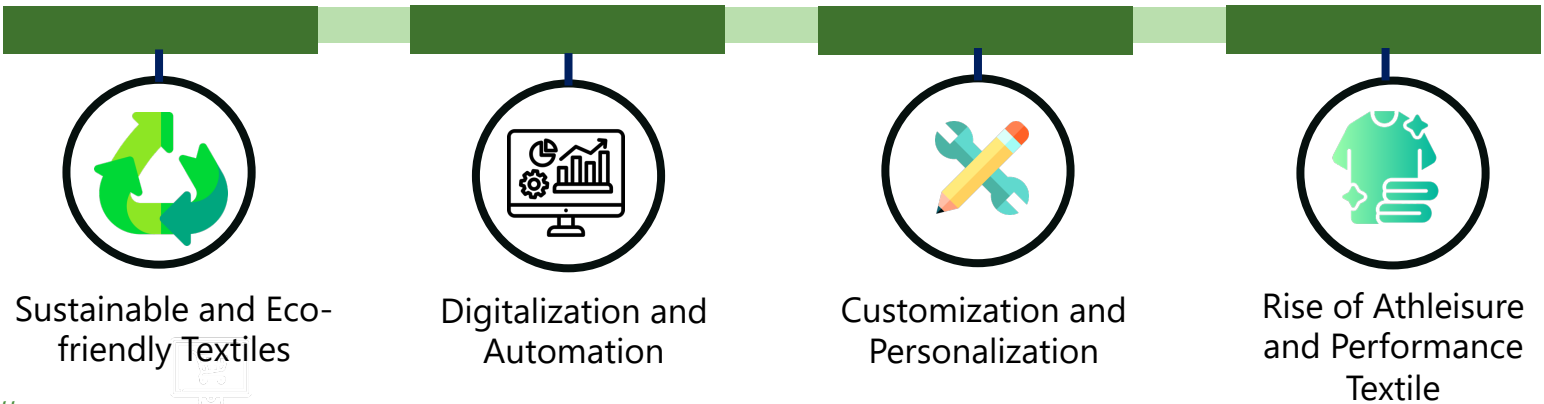 Sustainable and Eco-
friendly Textiles
Digitalization and
Automation
Customization and
Personalization
Rise of Athleisure
and Performance
Textile